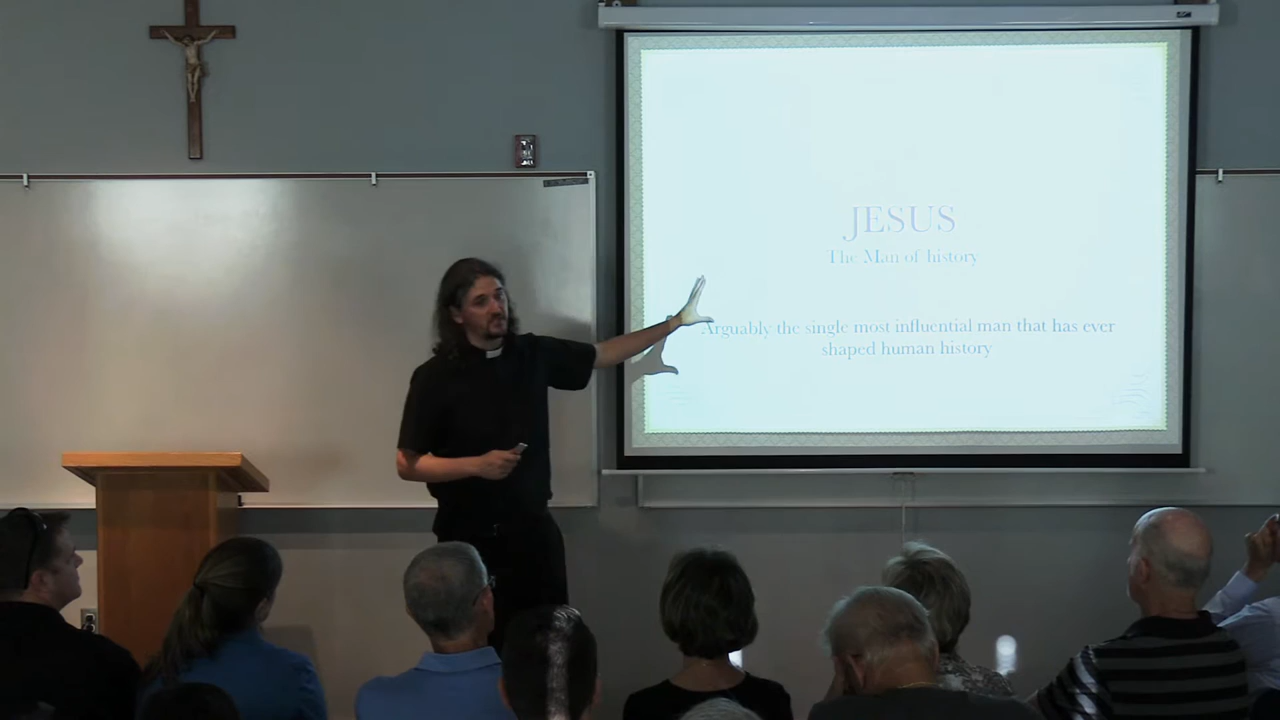 JESUS
The Man of history
Arguably the single most influential man that has ever
shaped human history